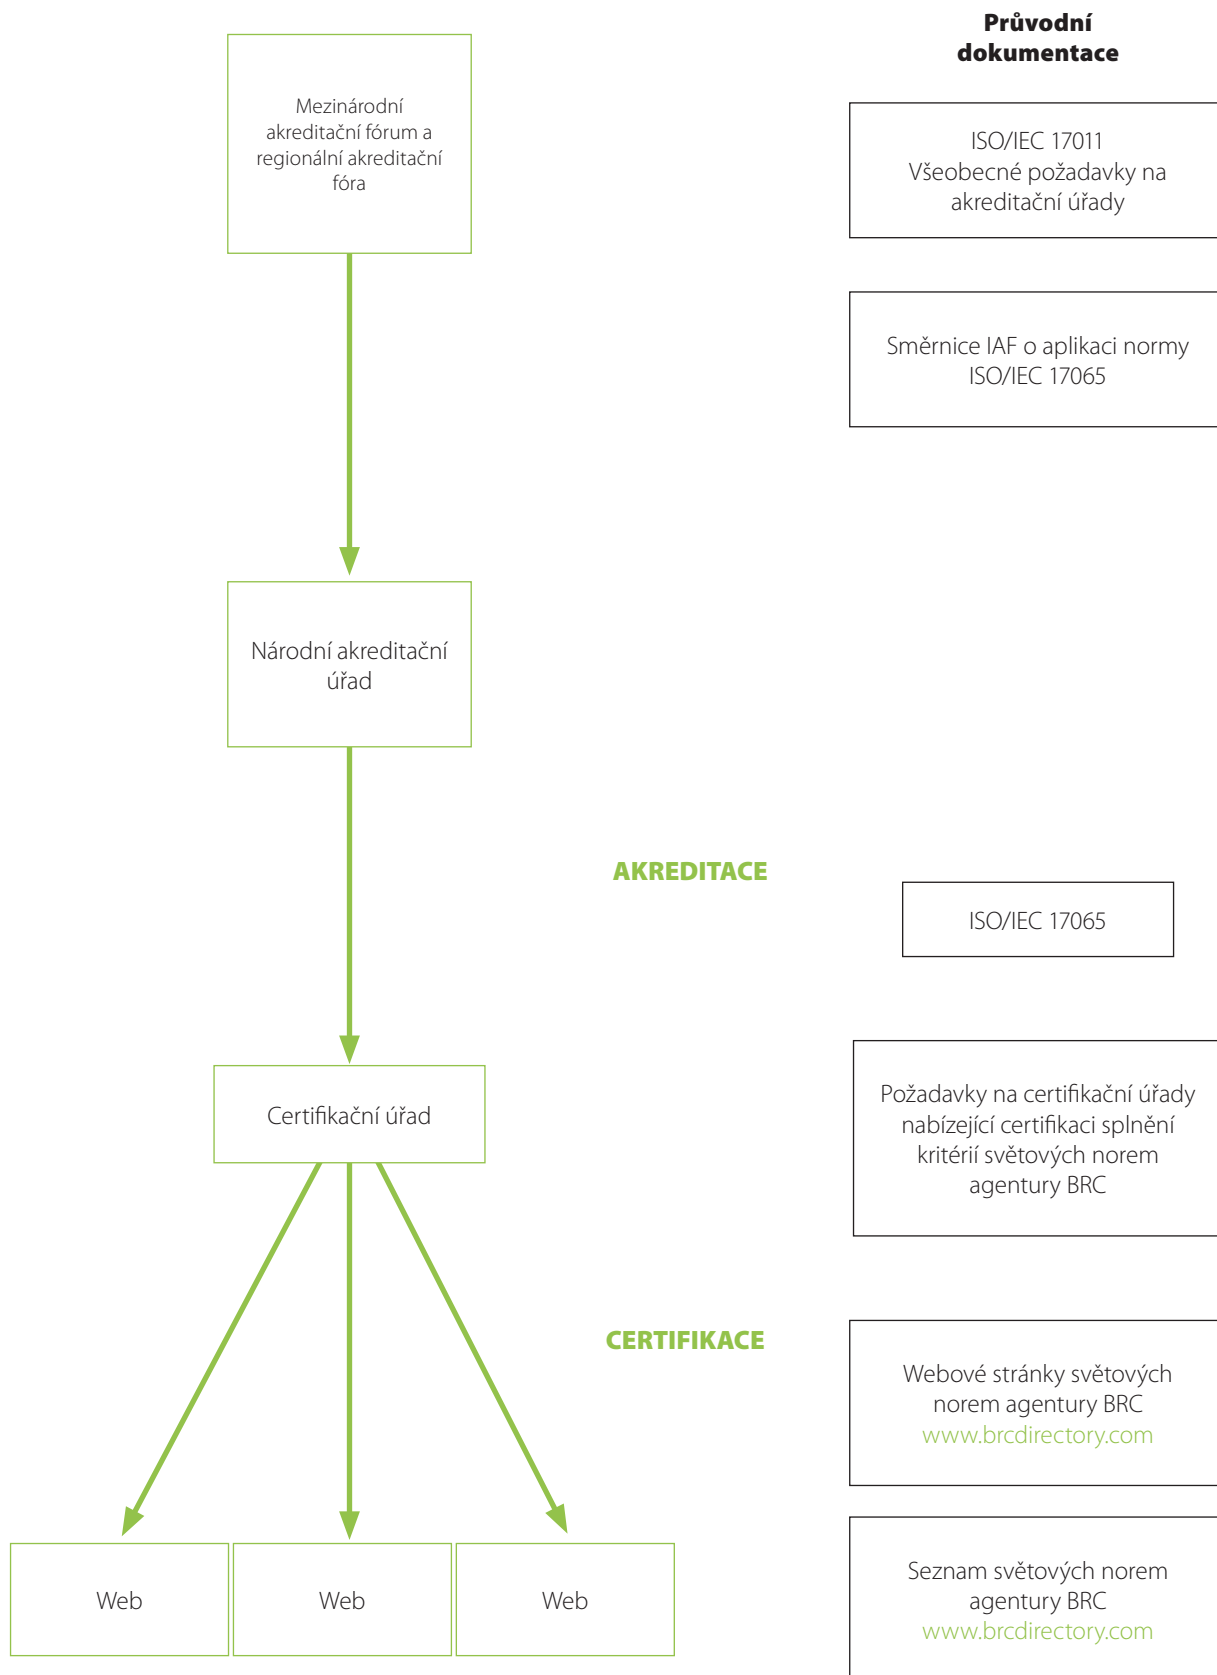 Průvodní
dokumentace
Mezinárodní
akreditační fórum a
regionální akreditační
fóra
ISO/IEC 17011
Všeobecné požadavky na
akreditační úřady
Směrnice IAF o aplikaci normy
ISO/IEC 17065
Národní akreditační
úřad
AKREDITACE
ISO/IEC 17065
Certifikační úřad
Požadavky na certifikační úřady
nabízející certifikaci splnění
kritérií světových norem
agentury BRC
CERTIFIKACE
Webové stránky světových
norem agentury BRC
www.brcdirectory.com
Web
Web
Web
Seznam světových norem
agentury BRC
www.brcdirectory.com